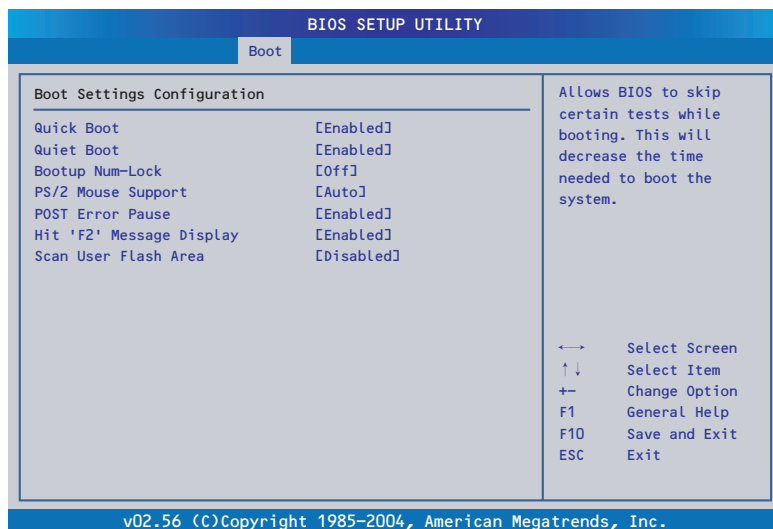 BIOS SETUP UTILITY
Boot
Boot Settings Configuration
Quick Boot [Enabled]
Quiet Boot [Enabled]
Bootup Num-Lock [Off]
PS/2 Mouse Support [Auto]
POST Error Pause [Enabled]
Hit 'F2' Message Display [Enabled]
Scan User Flash Area [Disabled]
Allows BIOS to skip
certain tests while
booting. This will
decrease the time
needed to boot the
system.
←→ Select Screen
↑↓ Select Item
+- Change Option
F1 General Help
F10 Save and Exit
ESC Exit
v02.56 (C)Copyright 1985-2004, American Megatrends, Inc.